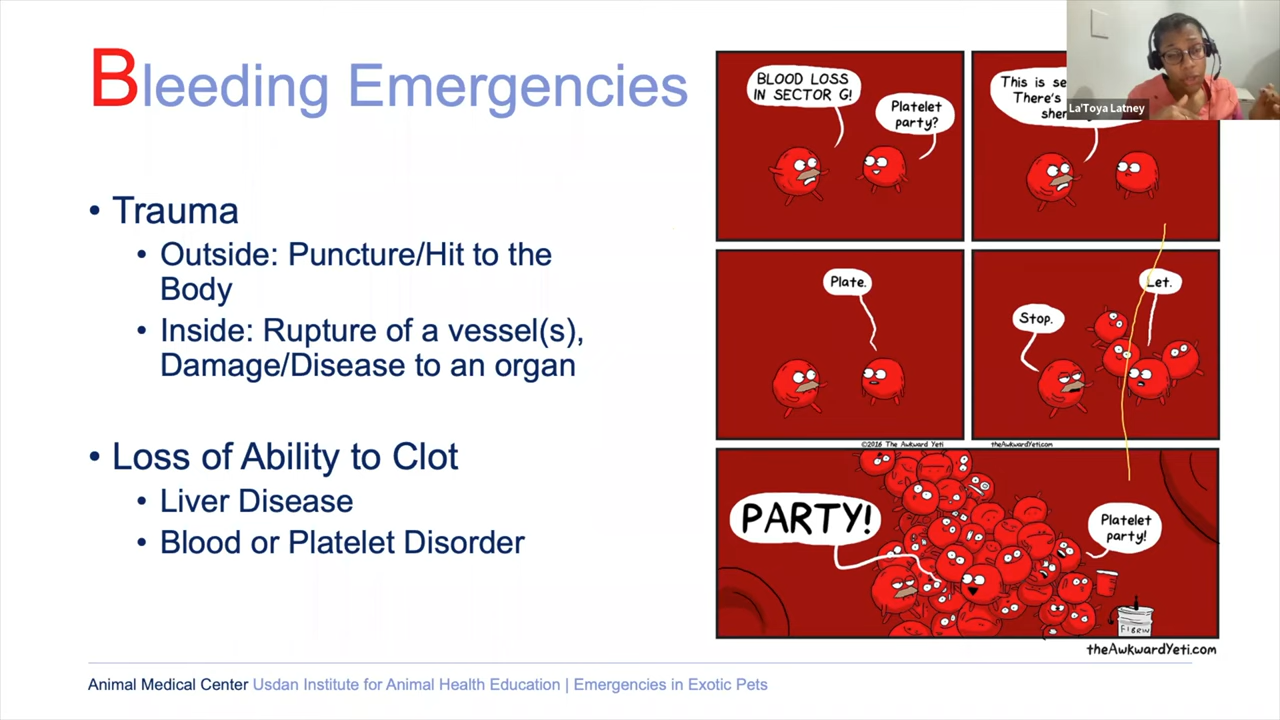 Bleeding Emergencies
• Trauma
• Outside: Puncture/Hit to the
Body
• Inside: Rupture of a vessel(s),
Damage/Disease to an organ
• Loss of Ability to Clot
• Liver Disease
• Blood or Platelet Disorder
BLOOD LOSS
IN SECTOR G!
Platelet
party?
This is
There's
La'Toya Latney
Plate.
Stop.
Let.
©2016 The Awkward Yeti
theAwkwardYeti.com
PARTY!
Platelet
party!
FIBRIN
theAwkwardYeti.com
Animal Medical Center Usdan Institute for Animal Health Education | Emergencies in Exotic Pets